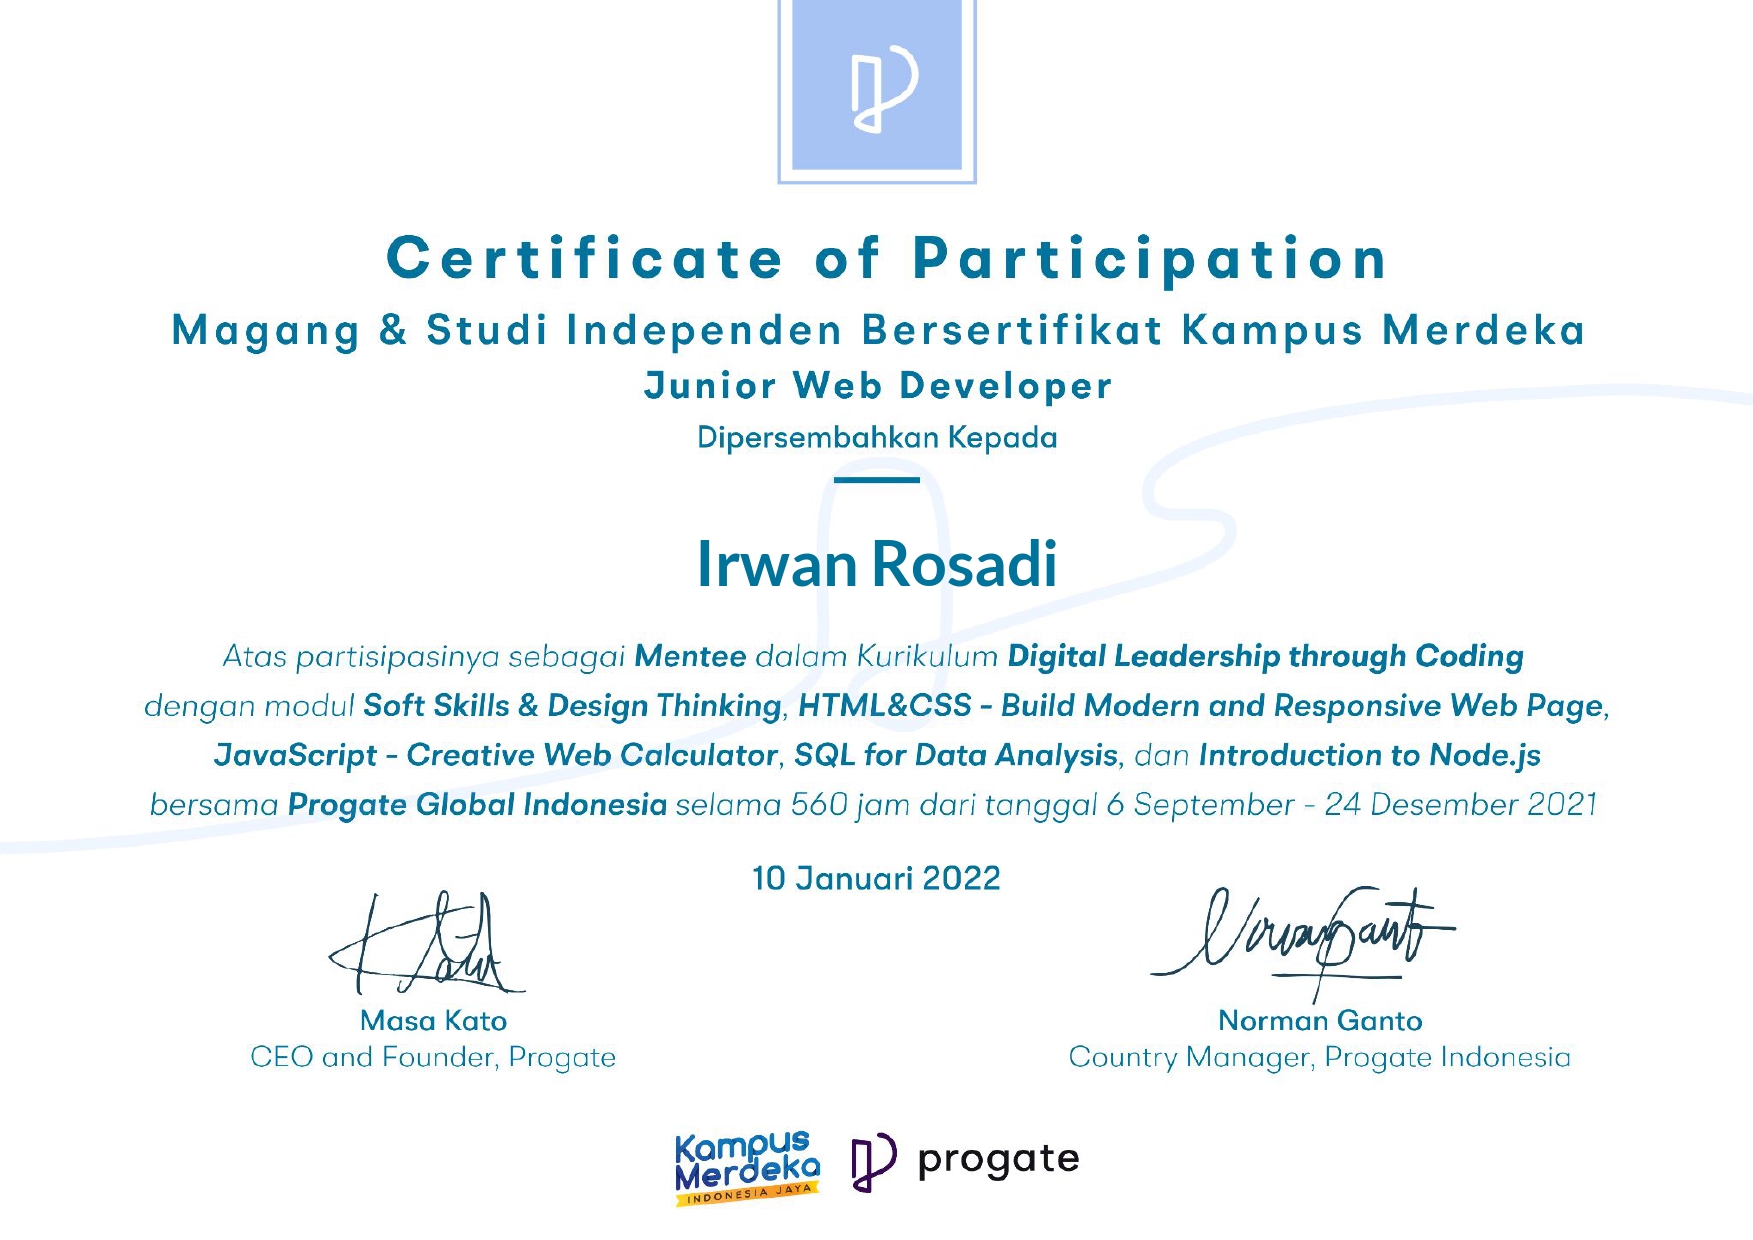 Certificate of Participation
Magang & Studi Independen Bersertifikat Kampus Merdeka
Junior Web Developer
Dipersembahkan Kepada
Irwan Rosadi
Atas partisipasinya sebagai Mentee dalam Kurikulum Digital Leadership through Coding
dengan modul Soft Skills & Design Thinking, HTML&CSS - Build Modern and Responsive Web Page,
JavaScript - Creative Web Calculator, SQL for Data Analysis, dan Introduction to Node.js
bersama Progate Global Indonesia selama 560 jam dari tanggal 6 September - 24 Desember 2021
10 Januari 2022
Masa Kato
CEO and Founder, Progate
Norman Ganto
Country Manager, Progate Indonesia
Kampus
Merdeka
INDONESIA JAYA
progate